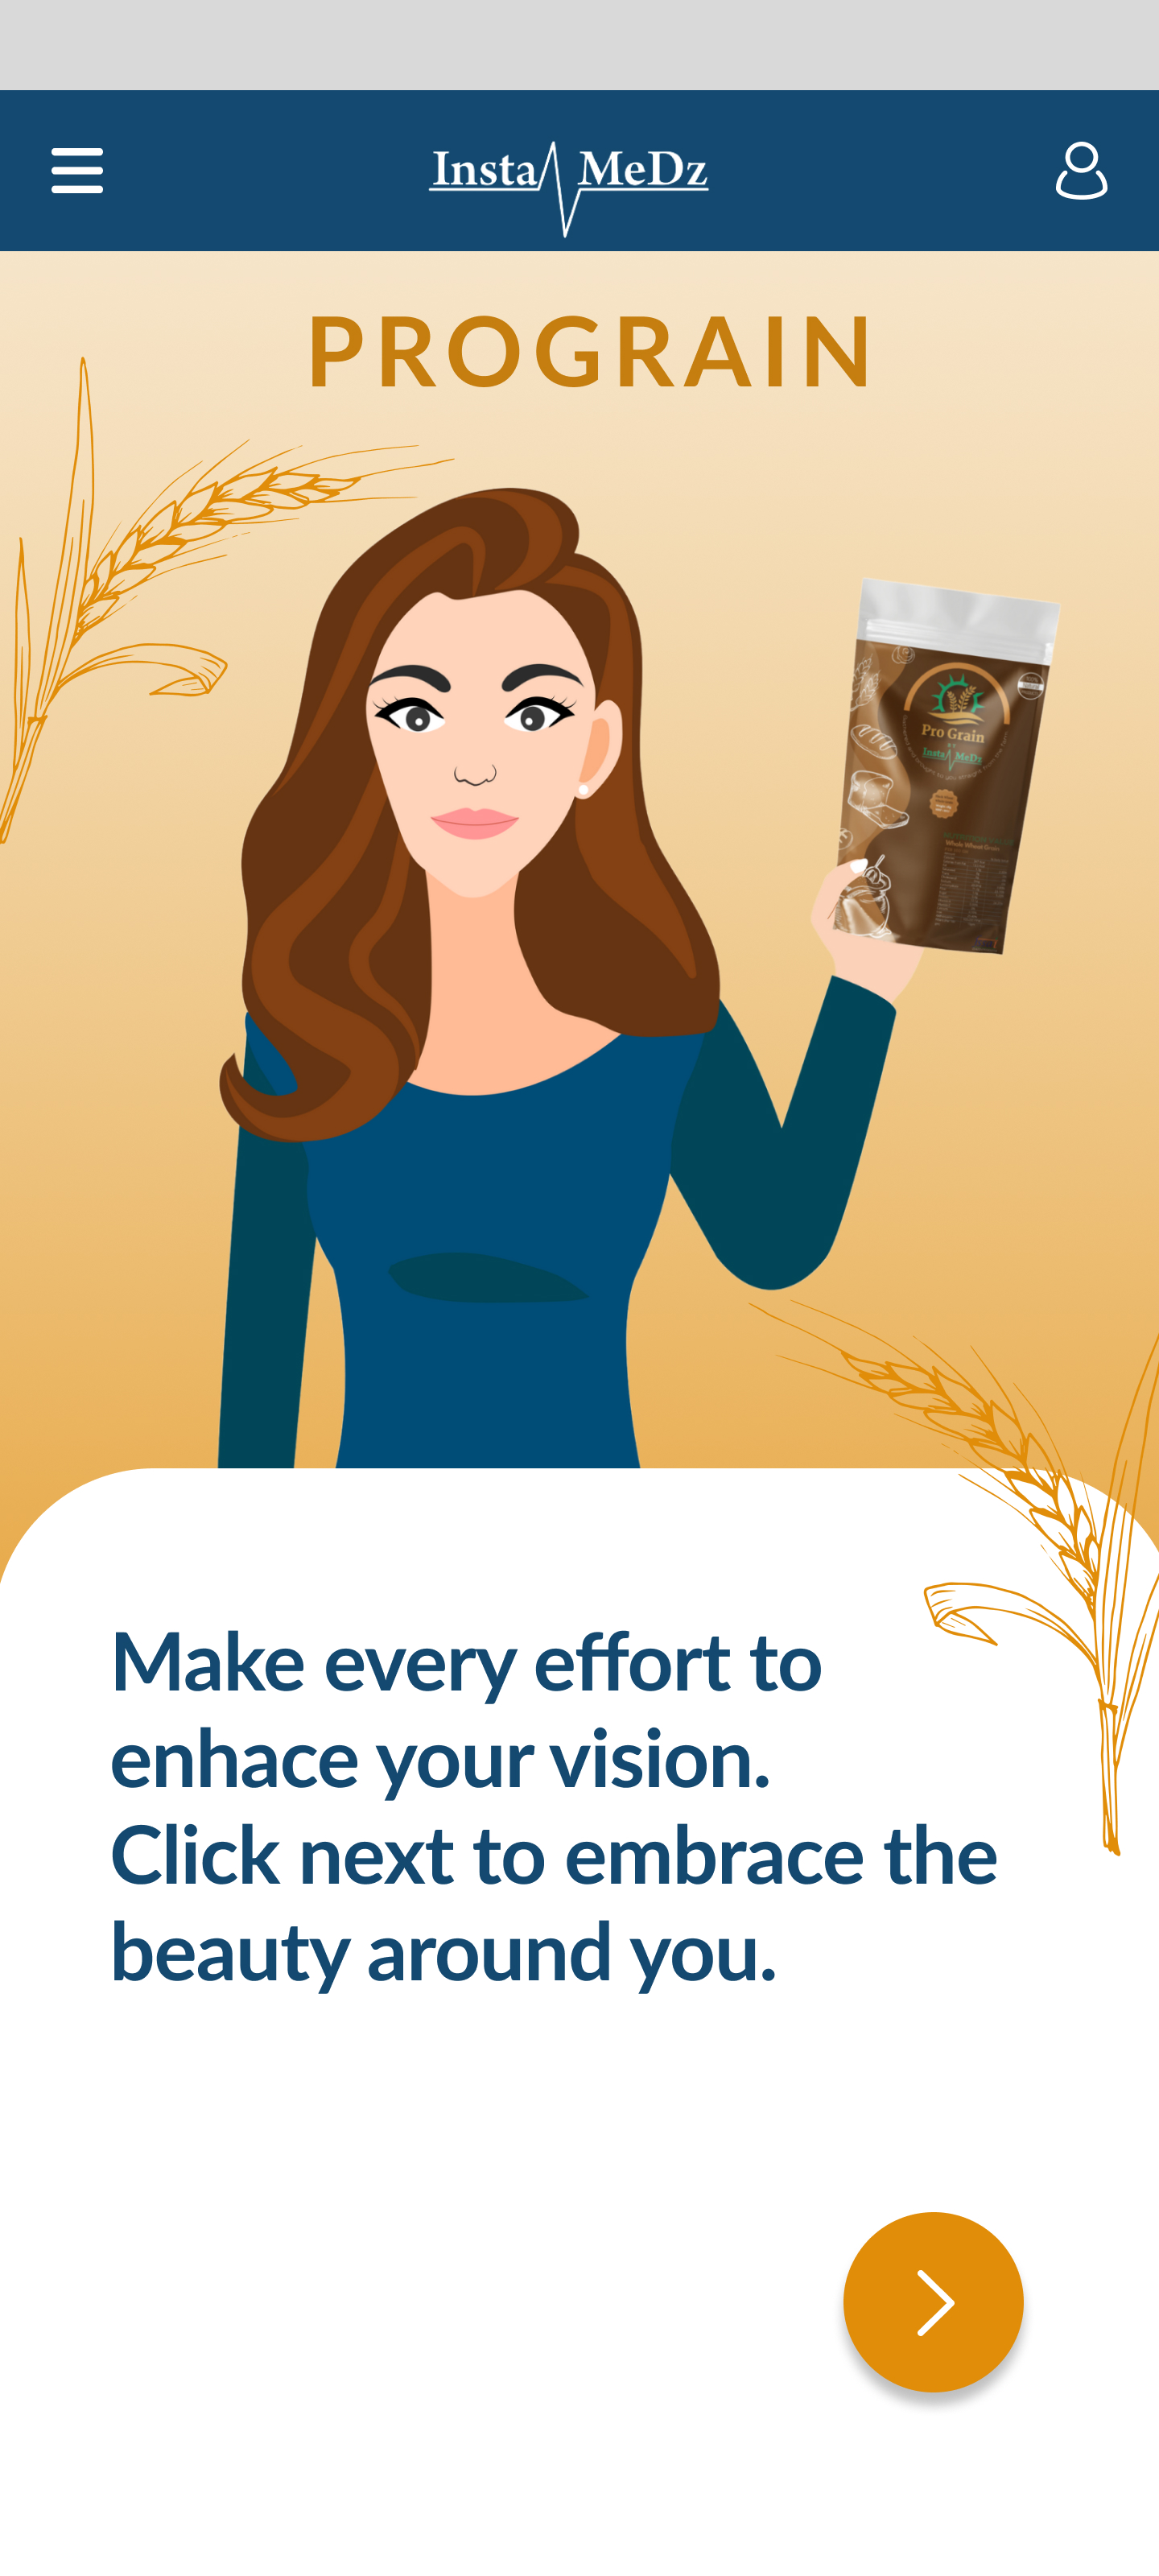 Insta MeDz
PROGRAIN
Pro Grain
BY
Insta MeDz
Whole Wheat Grain
Make every effort to
enhace your vision.
Click next to embrace the
beauty around you.